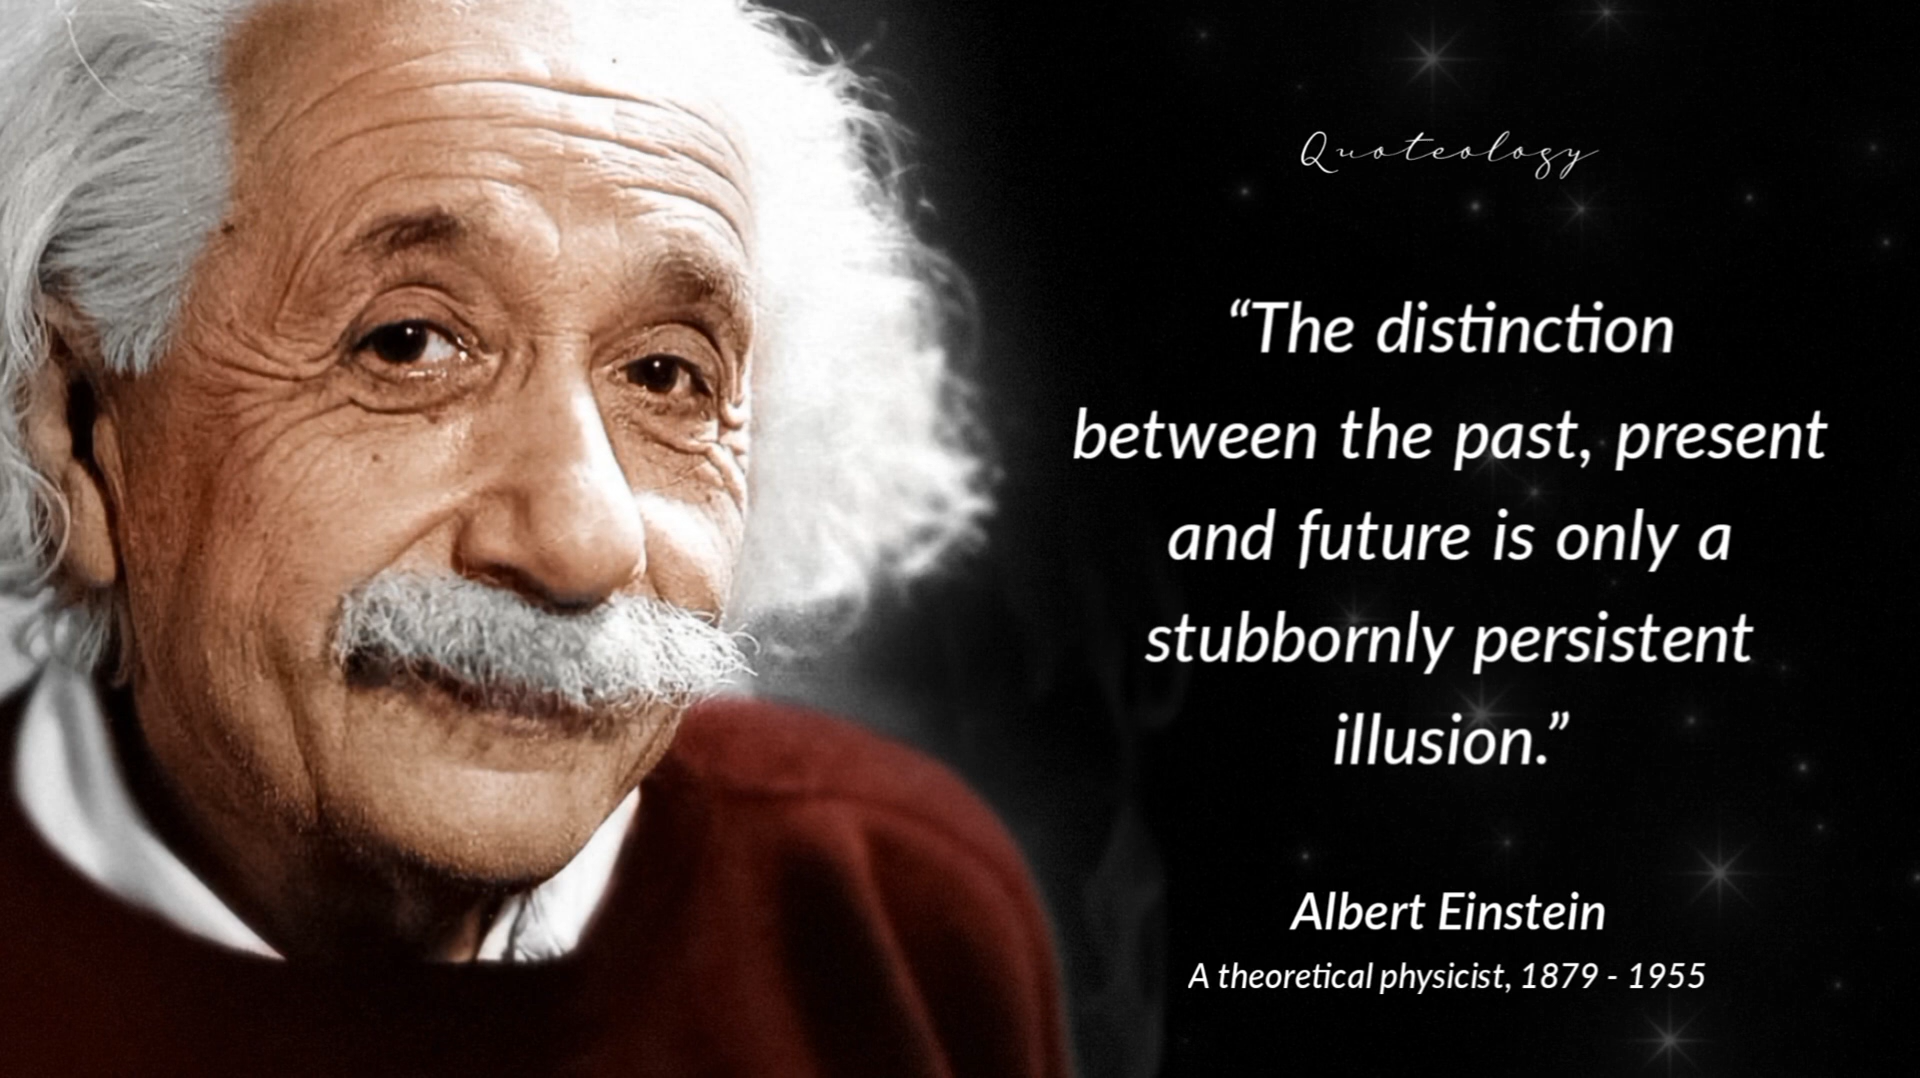 Quoteology
“The distinction
between the past, present
and future is only a
stubbornly persistent
illusion.”
Albert Einstein
A theoretical physicist, 1879 - 1955